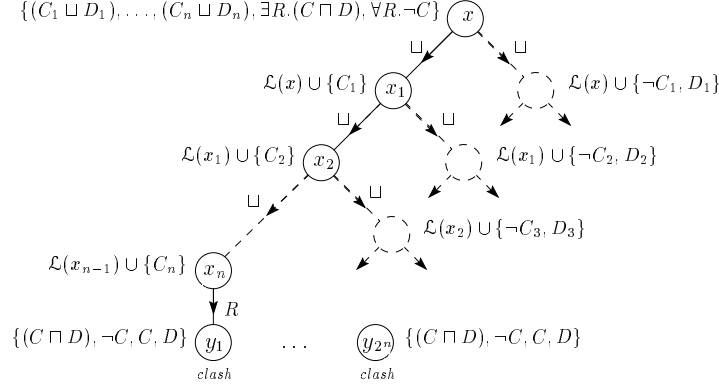 {(C₁ ⊔ D₁), . . . , (Cₙ ⊔ Dₙ), ∃R.(C ⊓ D), ∀R.¬C} x
⊔ ⊔
ℒ(x) ∪ {C₁} x₁ ℒ(x) ∪ {¬C₁, D₁}
⊔ ⊔
ℒ(x₁) ∪ {C₂} x₂ ℒ(x₁) ∪ {¬C₂, D₂}
⊔ ⊔
ℒ(x₂) ∪ {¬C₃, D₃}
ℒ(xₙ₋₁) ∪ {Cₙ} xₙ
R
{(C ⊓ D), ¬C, C, D} y₁ . . . y₂ⁿ {(C ⊓ D), ¬C, C, D}
clash clash